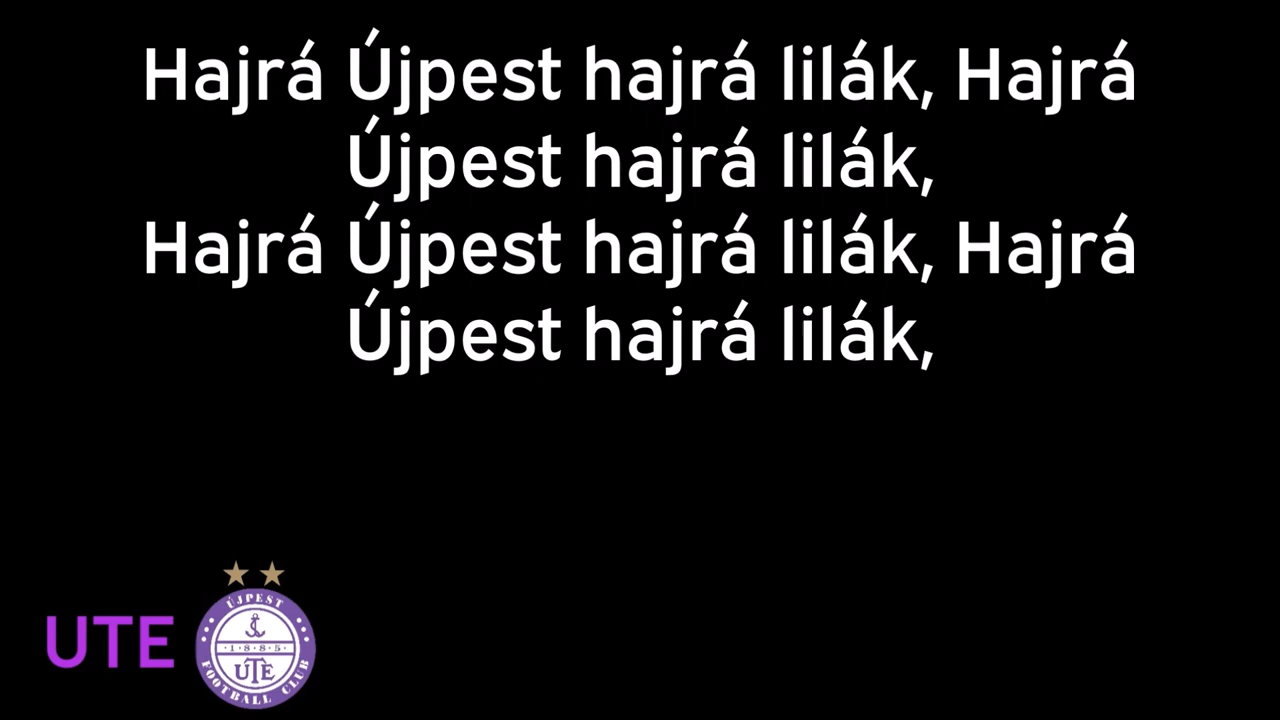 Hajrá Újpest hajrá lilák, Hajrá
Újpest hajrá lilák,
Hajrá Újpest hajrá lilák, Hajrá
Újpest hajrá lilák,
UTE
ÚJPEST
·1885·
ÚTE
FOOTBALL CLUB